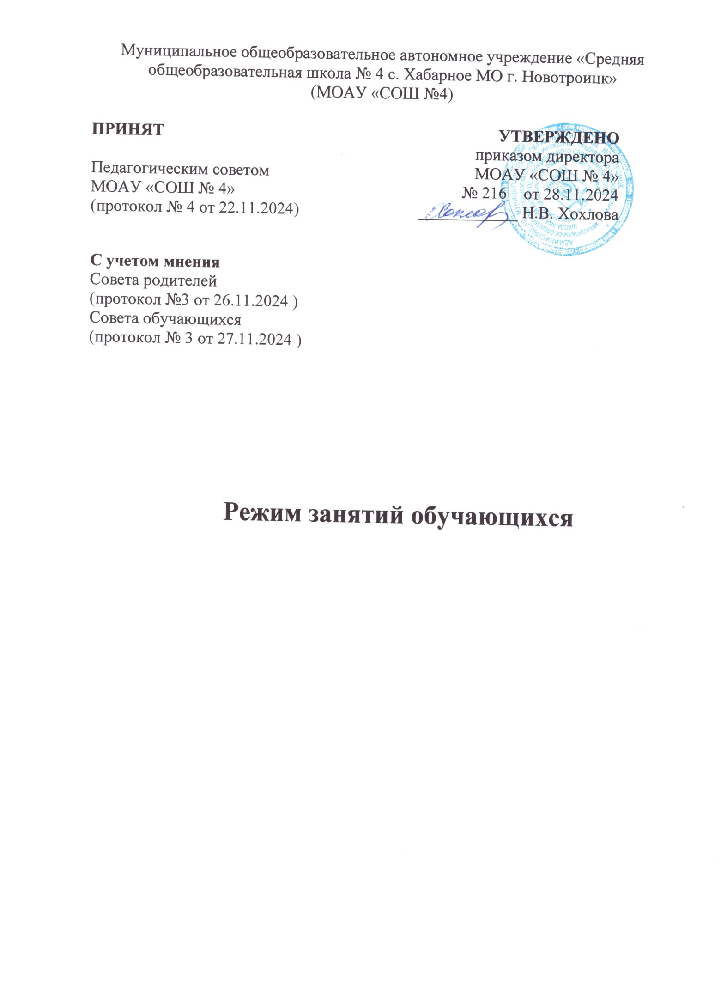 Муниципальное общеобразовательное автономное учреждение «Средняя
общеобразовательная школа № 4 с. Хабарное МО г. Новотроицк»
(МОАУ «СОШ №4)
ПРИНЯТ
Педагогическим советом
МОАУ «СОШ № 4»
(протокол № 4 от 22.11.2024)
УТВЕРЖДЕНО
приказом директора
МОАУ «СОШ № 4»
№ 216 от 28.11.2024
Н.В. Хохлова
С учетом мнения
Совета родителей
(протокол №3 от 26.11.2024 )
Совета обучающихся
(протокол № 3 от 27.11.2024 )
Режим занятий обучающихся